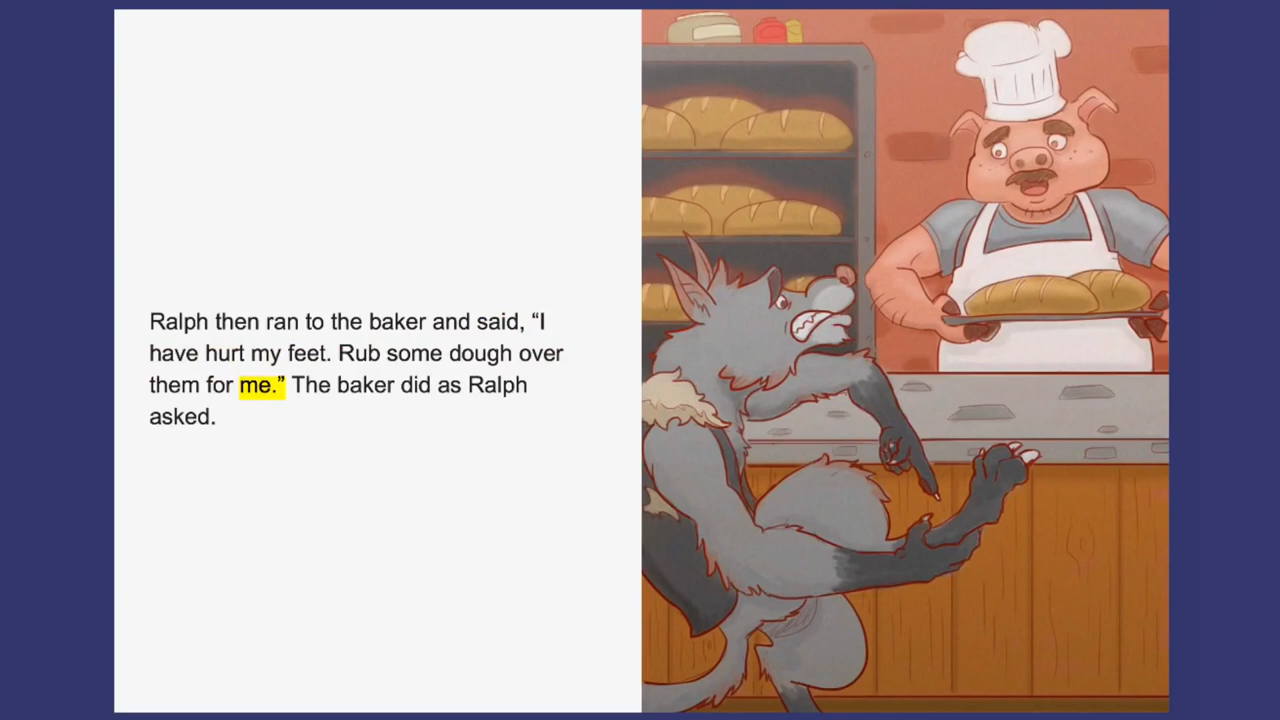 Ralph then ran to the baker and said, “I
have hurt my feet. Rub some dough over
them for me.” The baker did as Ralph
asked.